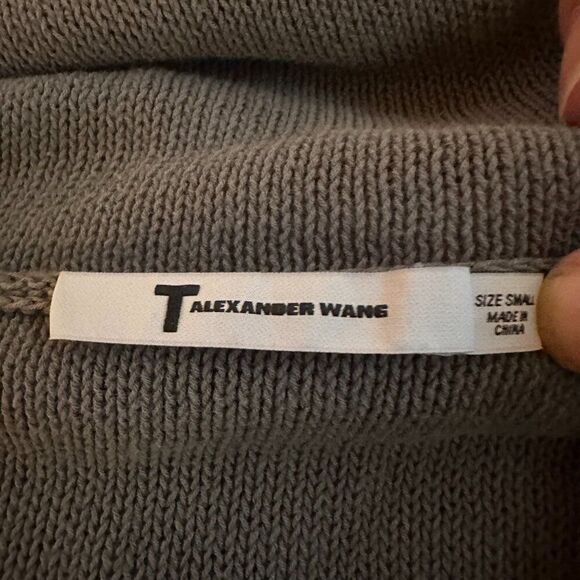 T ALEXANDER WANG
SIZE SMALL
MADE IN
CHINA